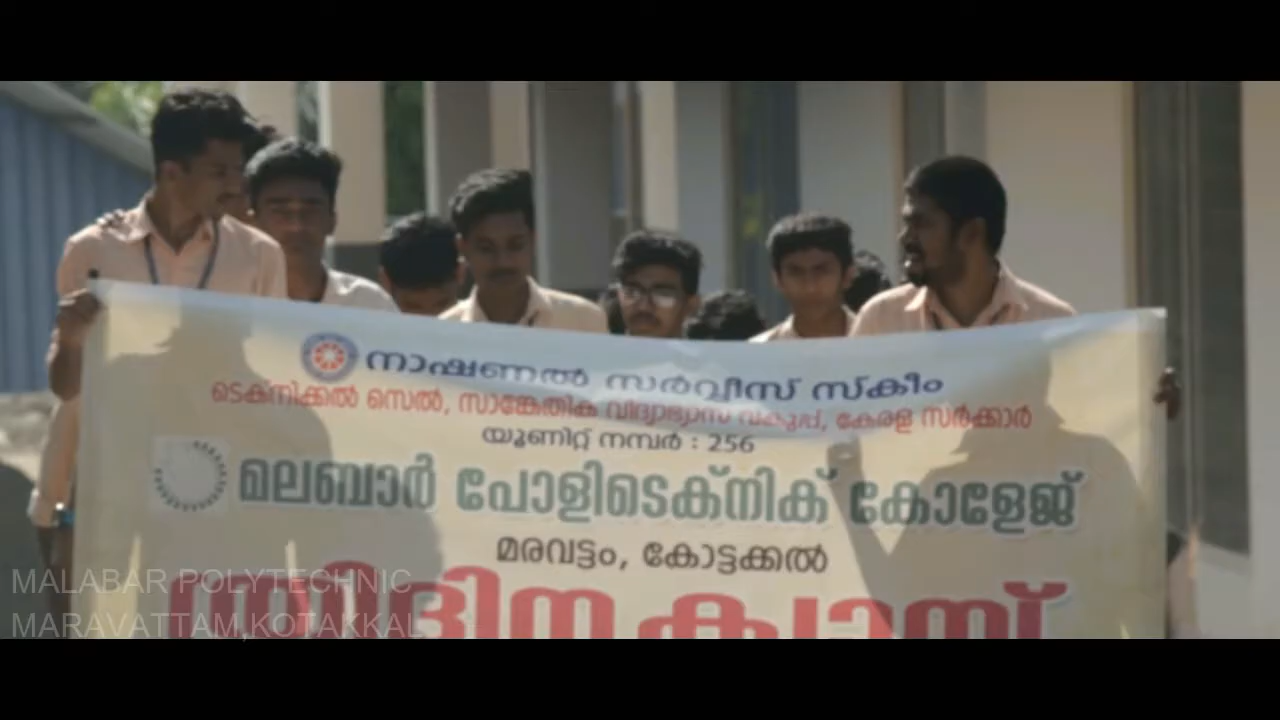 നാഷണൽ സർവ്വീസ് സ്കീം
ടെക്നിക്കൽ സെൽ, സാങ്കേതിക വിദ്യാഭ്യാസ വകുപ്പ്, കേരള സർക്കാർ
യൂണിറ്റ് നമ്പർ : 256
മലബാർ പോളിടെക്നിക് കോളേജ്
മരവട്ടം, കോട്ടക്കൽ
ക്യാമ്പ്
MALABAR POLYTECHNIC
MARAVATTAM,KOTAKKAL